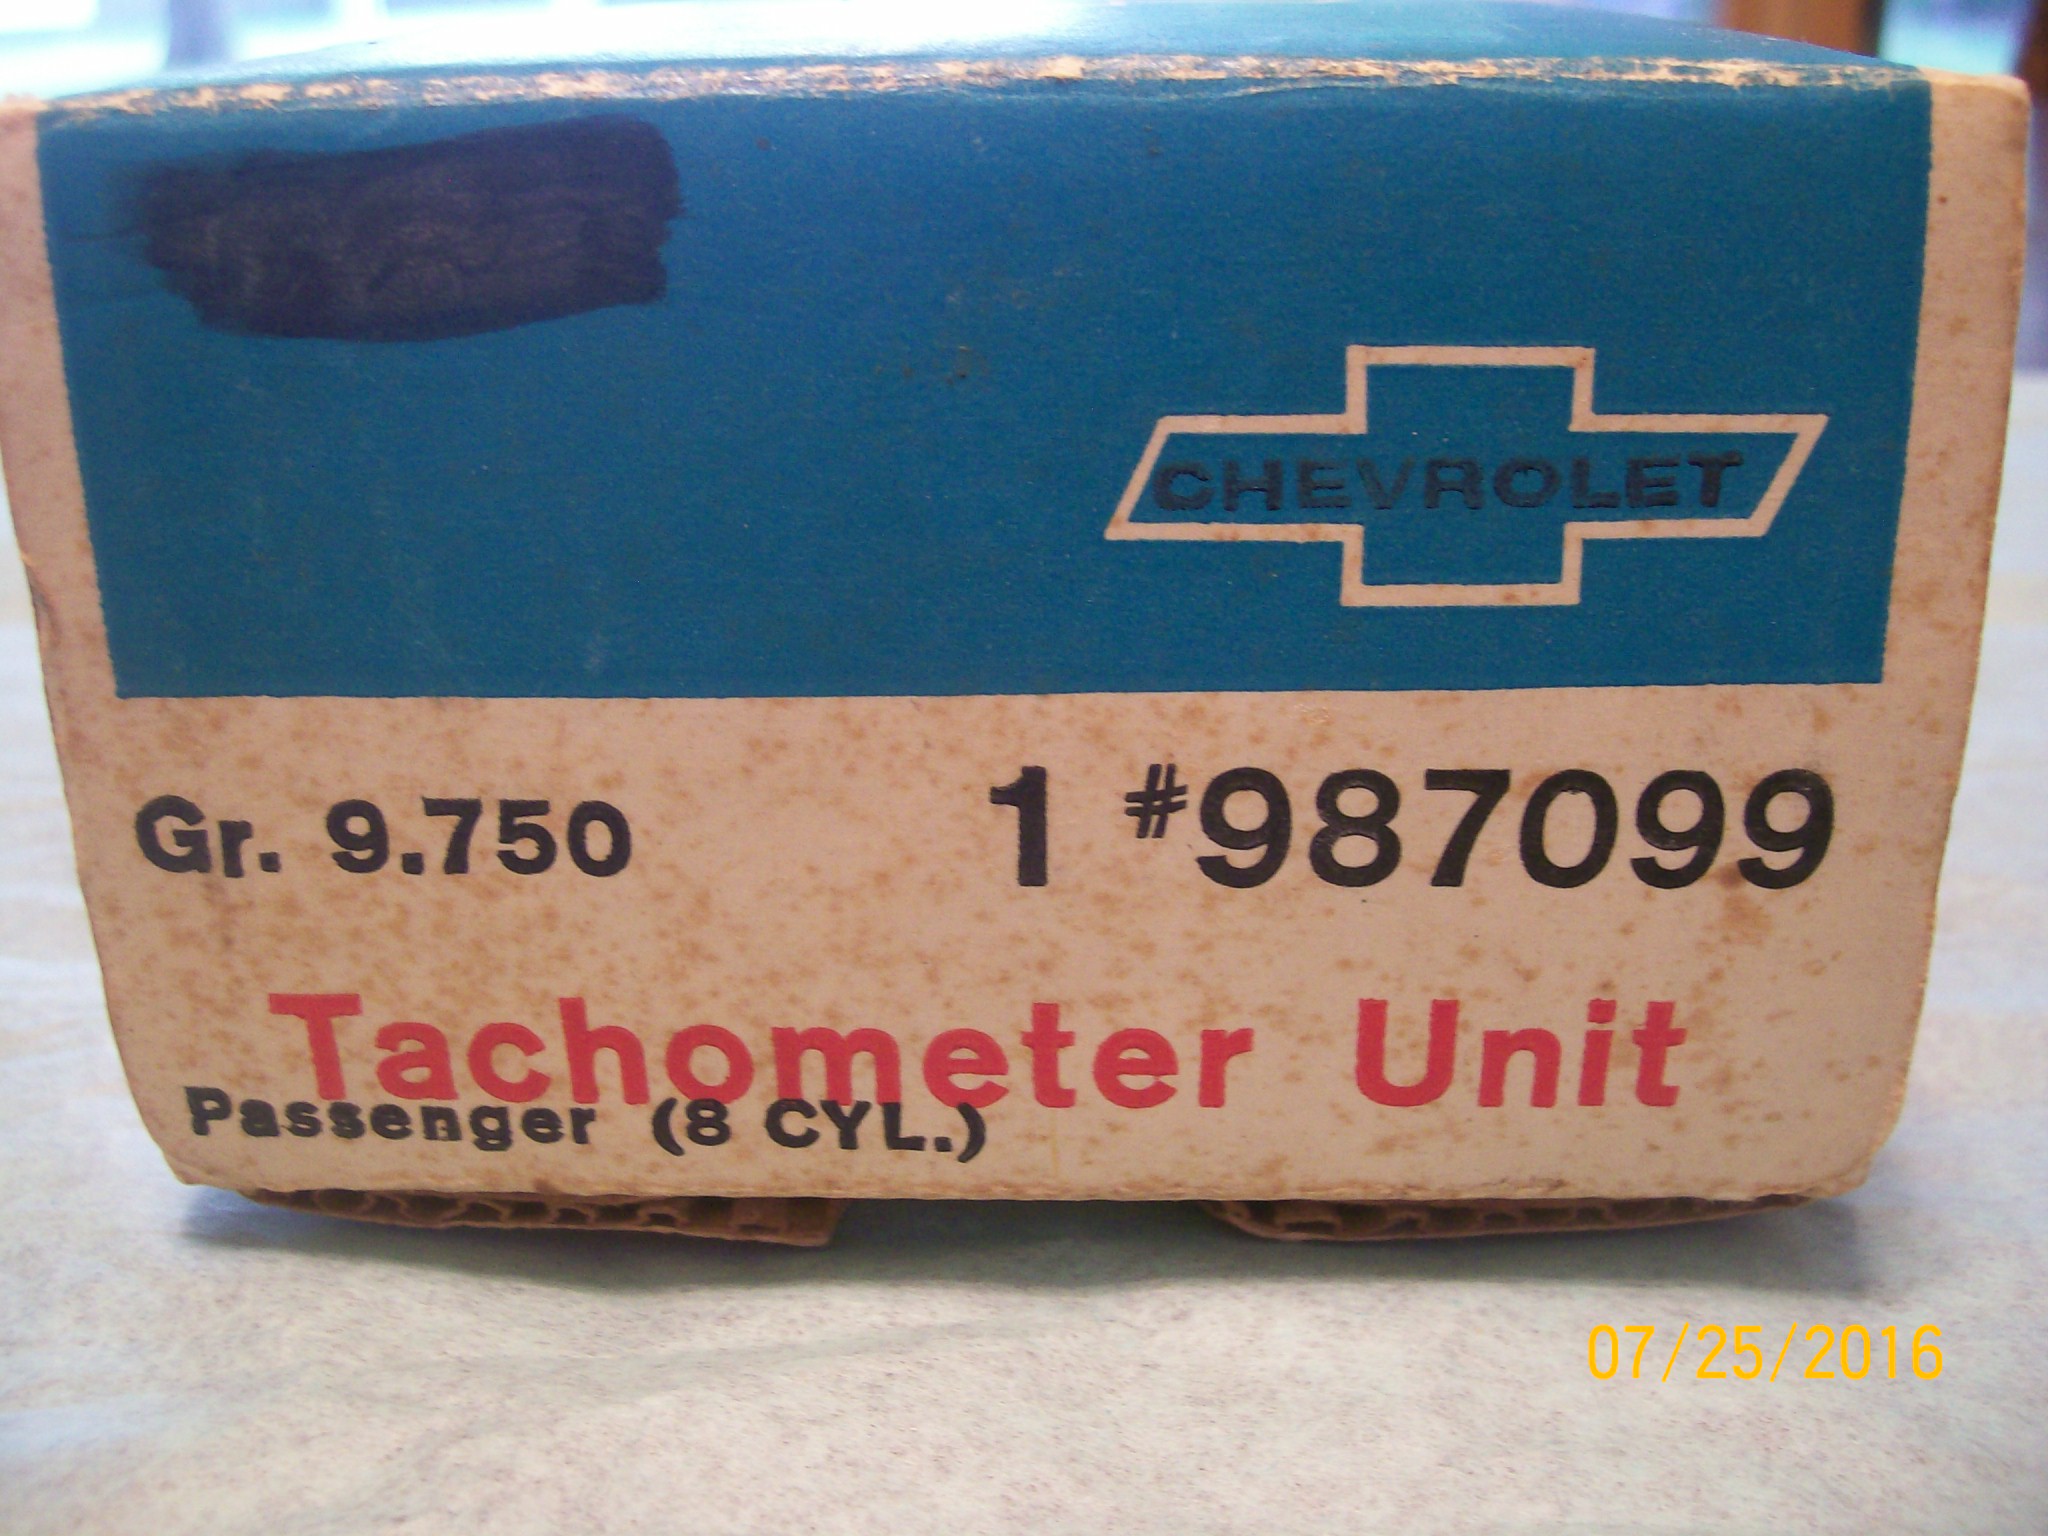 CHEVROLET
Gr. 9.750 1 #987099
Tachometer Unit
Passenger (8 CYL.)
07/25/2016